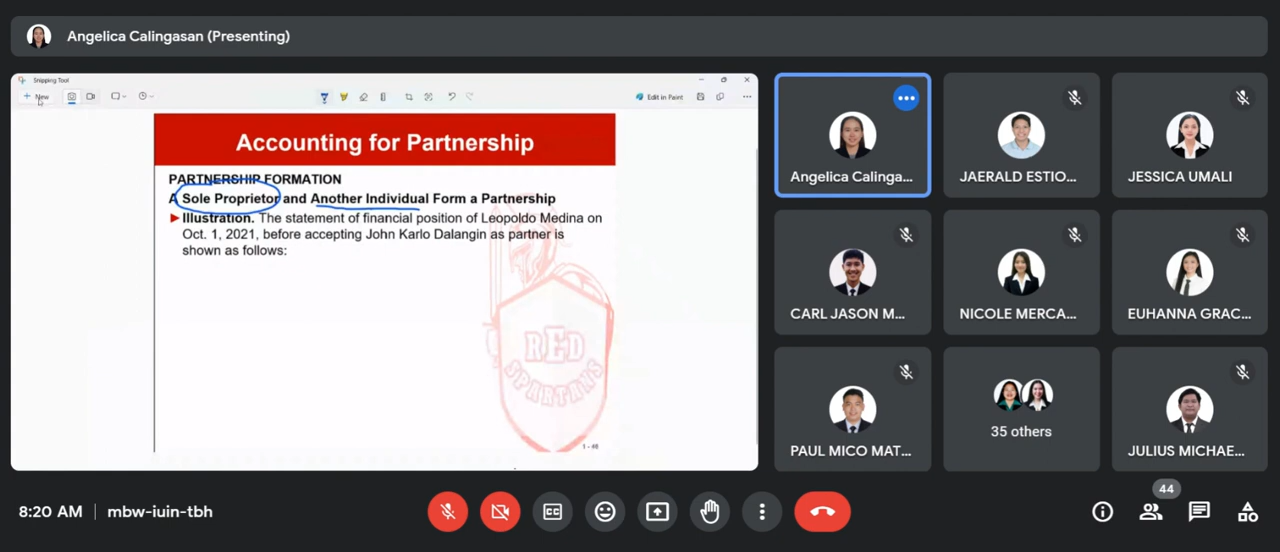 Angelica Calingasan (Presenting)
Snipping Tool
New
Edit in Paint
Accounting for Partnership
PARTNERSHIP FORMATION
A Sole Proprietor and Another Individual Form a Partnership
Illustration. The statement of financial position of Leopoldo Medina on
Oct. 1, 2021, before accepting John Karlo Dalangin as partner is
shown as follows:
RED
SPARTANS
1 - 40
Angelica Calinga...
JAERALD ESTIO...
JESSICA UMALI
CARL JASON M...
NICOLE MERCA...
EUHANNA GRAC...
PAUL MICO MAT...
35 others
JULIUS MICHAE...
8:20 AM
mbw-iuin-tbh
CC
44